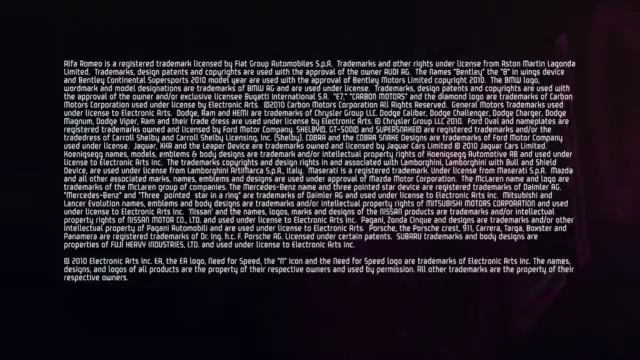 Alfa Romeo is a registered trademark licensed by Fiat Group Automobiles S.p.A.  Trademarks and other rights under license from Aston Martin Lagonda
Limited.  Trademarks, design patents and copyrights are used with the approval of the owner AUDI AG.  The Names "Bentley" the "B" in wings device
and Bentley Continental Supersports 2010 model year are used with the approval of Bentley Motors Limited copyright 2010.  The BMW logo,
wordmark and model designations are trademarks of BMW AG and are used under license.  Trademarks, design patents and copyrights are used with
the approval of the owner and/or exclusive licensee Bugatti International S.A.  "E7," "CARBON MOTORS" and the diamond logo are trademarks of Carbon
Motors Corporation used under license by Electronic Arts.  ©2010 Carbon Motors Corporation All Rights Reserved.  General Motors Trademarks used
under license to Electronic Arts.  Dodge, Ram and HEMI are trademarks of Chrysler Group LLC. Dodge Caliber, Dodge Challenger, Dodge Charger, Dodge
Magnum, Dodge Viper, Ram and their trade dress are used under license by Electronic Arts. © Chrysler Group LLC 2010.  Ford Oval and nameplates are
registered trademarks owned and licensed by Ford Motor Company. SHELBY®, GT-500® and SUPERSNAKE® are registered trademarks and/or the
tradedress of Carroll Shelby and Carroll Shelby Licensing, Inc. (Shelby). COBRA and the COBRA SNAKE Designs are trademarks of Ford Motor Company
used under license.  Jaguar, XKR and the Leaper Device are trademarks owned and licensed by Jaguar Cars Limited © 2010 Jaguar Cars Limited.
Koenigsegg names, models, emblems & body designs are trademark and/or intellectual property rights of Koenigsegg Automotive AB and used under
license to Electronic Arts Inc.  The trademarks copyrights and design rights in and associated with Lamborghini, Lamborghini with Bull and Shield
Device, are used under license from Lamborghini ArtiMarca S.p.A., Italy.  Maserati is a registered trademark. Under license from Maserati S.p.A.  Mazda
and all other associated marks, names, emblems and designs are used under approval of Mazda Motor Corporation.  The McLaren name and logo are
trademarks of the McLaren group of companies. The Mercedes-Benz name and three pointed star device are registered trademarks of Daimler AG.
"Mercedes-Benz" and "Three  pointed  star in a ring" are trademarks of Daimler AG and used under license to Electronic Arts Inc.  Mitsubishi and
Lancer Evolution names, emblems and body designs are trademarks and/or intellectual property rights of MITSUBISHI MOTORS CORPORATION and used
under license to Electronic Arts Inc. 'Nissan' and the names, logos, marks and designs of the NISSAN products are trademarks and/or intellectual
property rights of NISSAN MOTOR CO., LTD. and used under license to Electronic Arts Inc.  Pagani, Zonda Cinque and designs are trademarks and/or other
intellectual property of Pagani Automobili and are used under license to Electronic Arts Inc.  Porsche, the Porsche crest, 911, Carrera, Targa, Boxster and
Panamera are registered trademarks of Dr. Ing. h.c. F. Porsche AG. Licensed under certain patents.  SUBARU trademarks and body designs are
properties of FUJI HEAVY INDUSTRIES, LTD. and used under license to Electronic Arts Inc.
© 2010 Electronic Arts Inc. EA, the EA logo, Need for Speed, the "N" icon and the Need for Speed logo are trademarks of Electronic Arts Inc. The names,
designs, and logos of all products are the property of their respective owners and used by permission. All other trademarks are the property of their
respective owners.